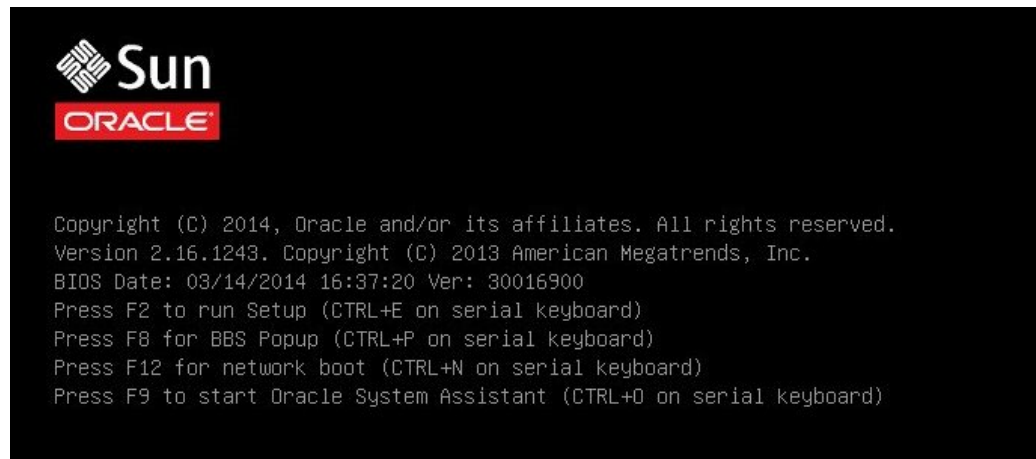 Sun
ORACLE
Copyright (C) 2014, Oracle and/or its affiliates. All rights reserved.
Version 2.16.1243. Copyright (C) 2013 American Megatrends, Inc.
BIOS Date: 03/14/2014 16:37:20 Ver: 30016900
Press F2 to run Setup (CTRL+E on serial keyboard)
Press F8 for BBS Popup (CTRL+P on serial keyboard)
Press F12 for network boot (CTRL+N on serial keyboard)
Press F9 to start Oracle System Assistant (CTRL+O on serial keyboard)